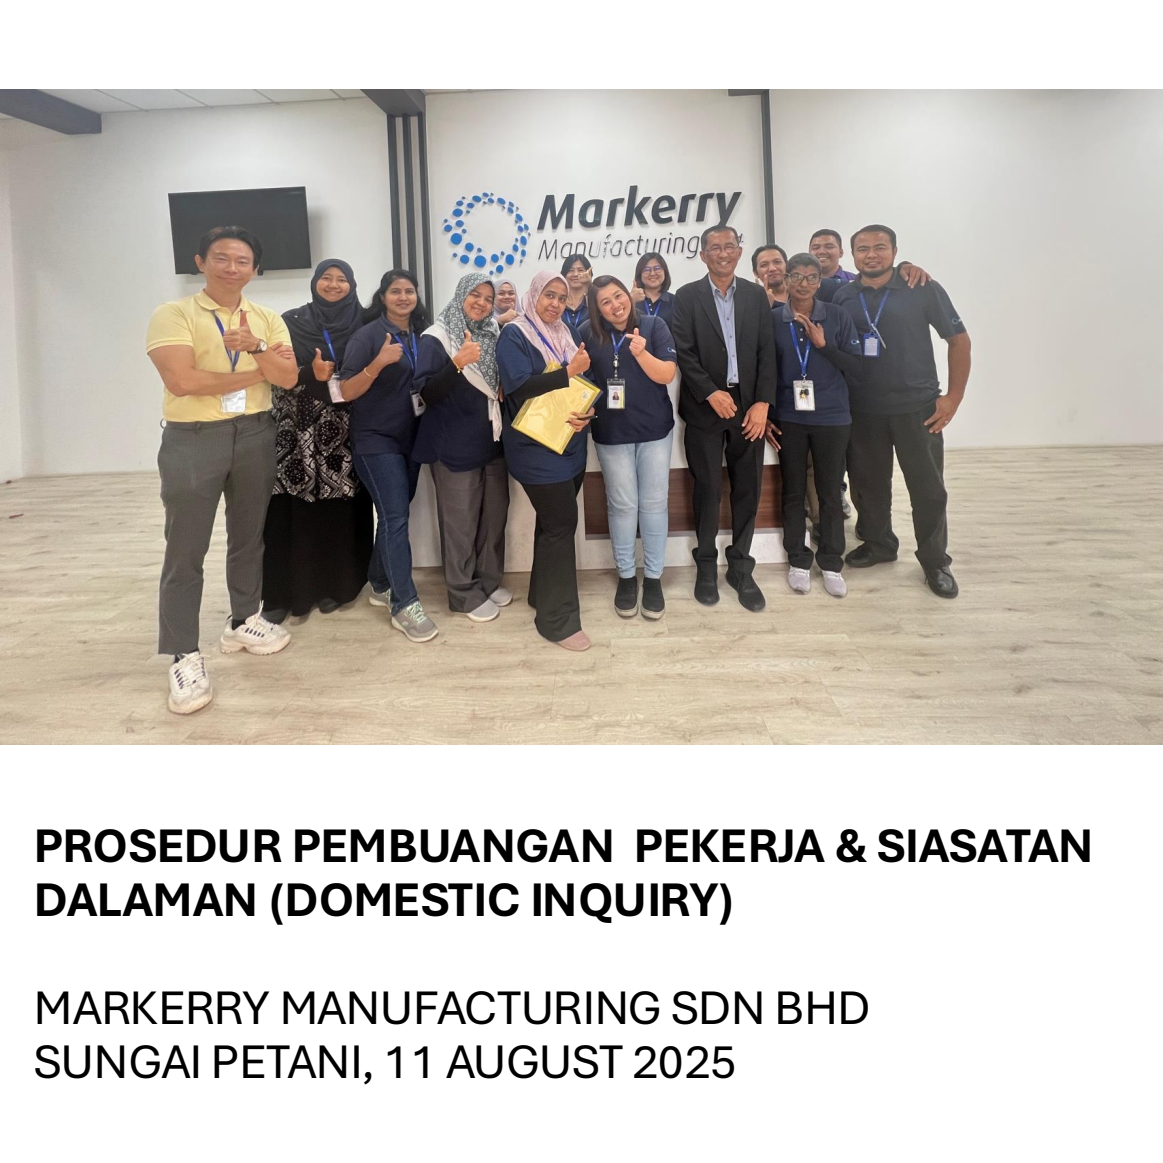 Markerry
Manufacturing
PROSEDUR PEMBUANGAN PEKERJA & SIASATAN
DALAMAN (DOMESTIC INQUIRY)
MARKERRY MANUFACTURING SDN BHD
SUNGAI PETANI, 11 AUGUST 2025